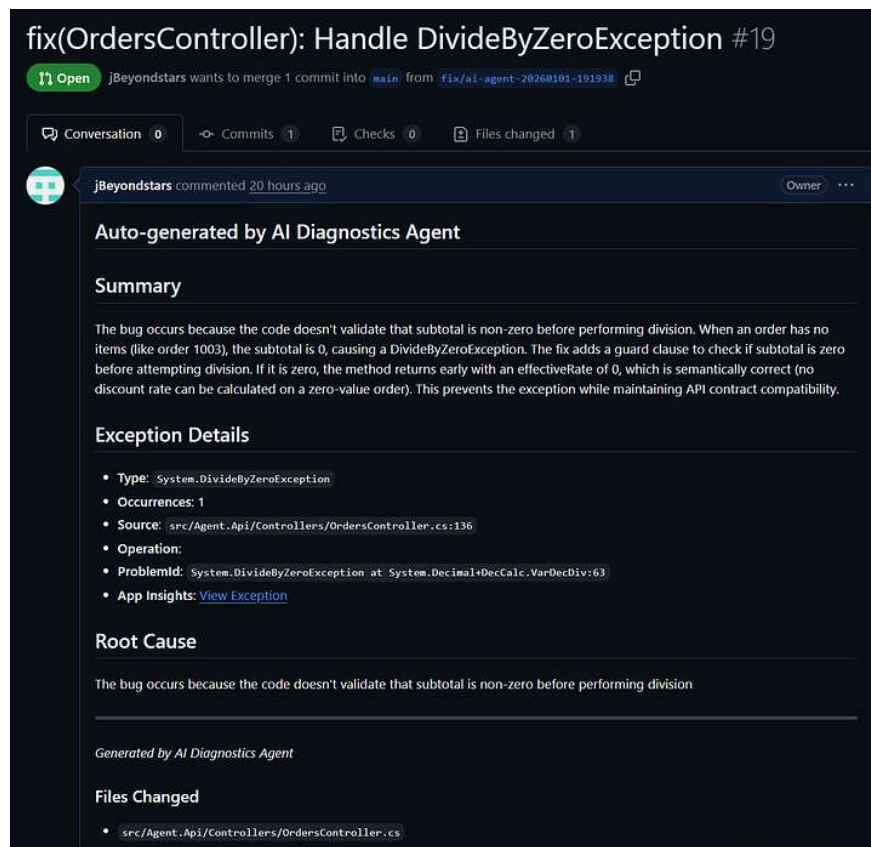 fix(OrdersController): Handle DivideByZeroException #19
Open jBeyondstars wants to merge 1 commit into main from fix/ai-agent-20260101-191938
Conversation 0 Commits 1 Checks 0 Files changed 1
jBeyondstars commented 20 hours ago Owner ...
Auto-generated by AI Diagnostics Agent
Summary
The bug occurs because the code doesn't validate that subtotal is non-zero before performing division. When an order has no
items (like order 1003), the subtotal is 0, causing a DivideByZeroException. The fix adds a guard clause to check if subtotal is zero
before attempting division. If it is zero, the method returns early with an effectiveRate of 0, which is semantically correct (no
discount rate can be calculated on a zero-value order). This prevents the exception while maintaining API contract compatibility.
Exception Details
• Type: System.DivideByZeroException
• Occurrences: 1
• Source: src/Agent.Api/Controllers/OrdersController.cs:136
• Operation:
• ProblemId: System.DivideByZeroException at System.Decimal+DecCalc.VarDecDiv:63
• App Insights: View Exception
Root Cause
The bug occurs because the code doesn't validate that subtotal is non-zero before performing division
Generated by AI Diagnostics Agent
Files Changed
• src/Agent.Api/Controllers/OrdersController.cs